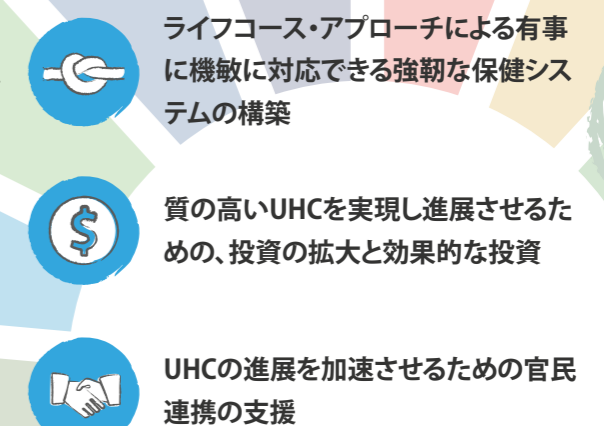 ライフコース・アプローチによる有事
に機敏に対応できる強靭な保健シス
テムの構築
$
質の高いUHCを実現し進展させるた
めの、投資の拡大と効果的な投資
UHCの進展を加速させるための官民
連携の支援